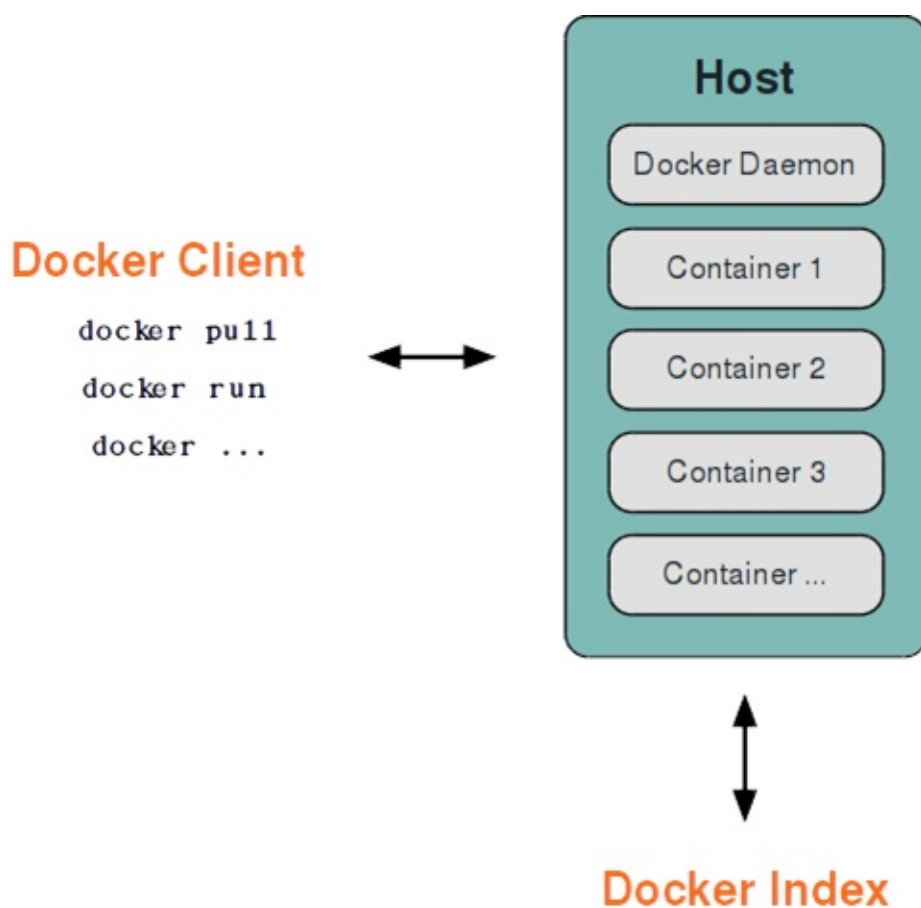 Host
Docker Daemon
Container 1
Container 2
Container 3
Container ...
Docker Client
docker pull
docker run
docker ...
Docker Index